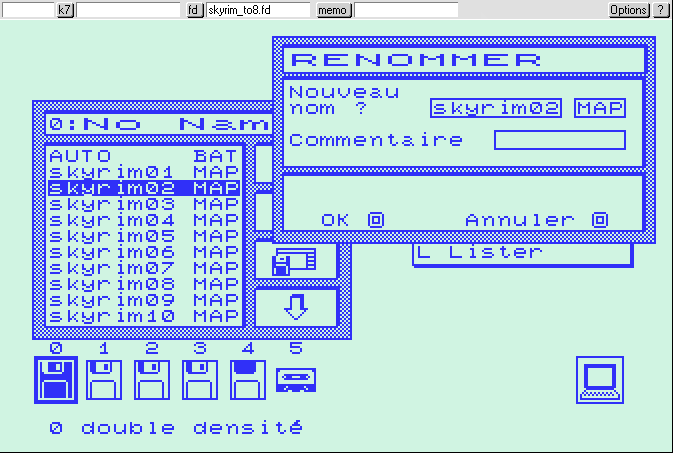 k7 fd skyrim_to8.fd memo Options ?
RENOMMER
Nouveau
nom ? skyrim02 MAP
Commentaire
OK Annuler
0:No Nam
AUTO BAT
skyrim01 MAP
skyrim02 MAP
skyrim03 MAP
skyrim04 MAP
skyrim05 MAP
skyrim06 MAP
skyrim07 MAP
skyrim08 MAP
skyrim09 MAP
skyrim10 MAP
L Lister
0 1 2 3 4 5
0 double densité